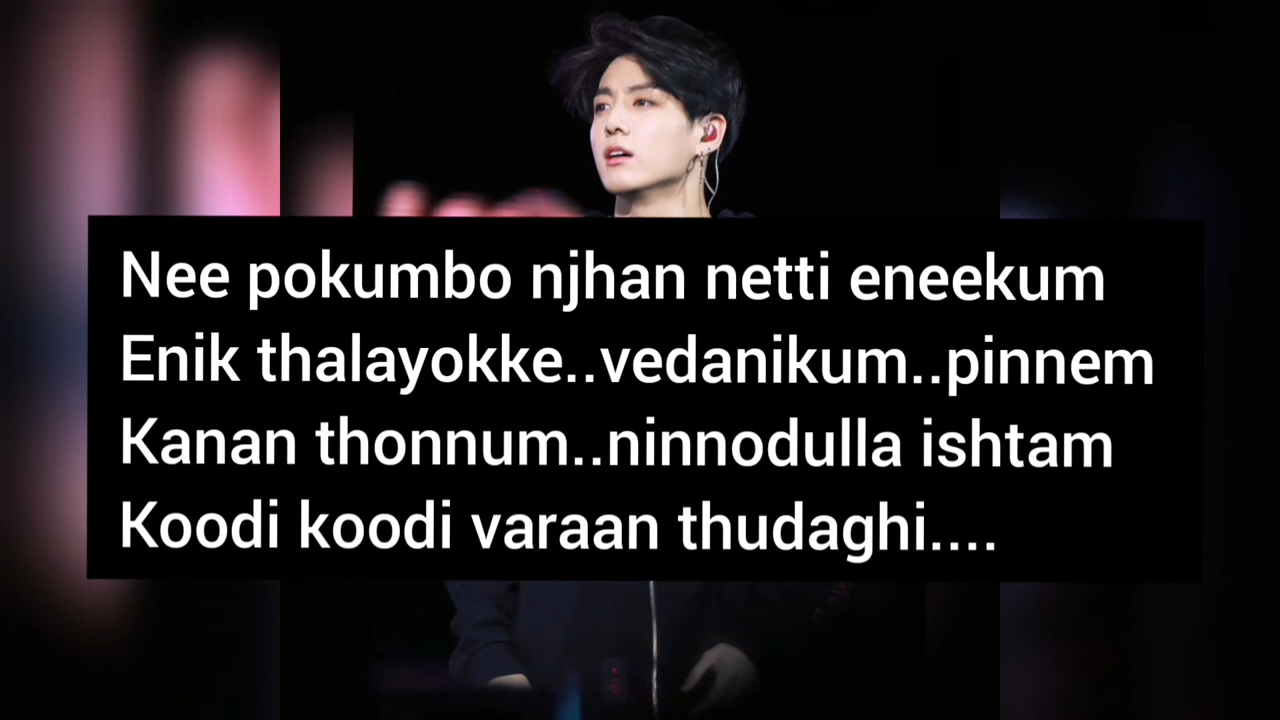 Nee pokumbo njhan netti eneekum
Enik thalayokke..vedanikum..pinnem
Kanan thonnum..ninnodulla ishtam
Koodi koodi varaan thudaghi....